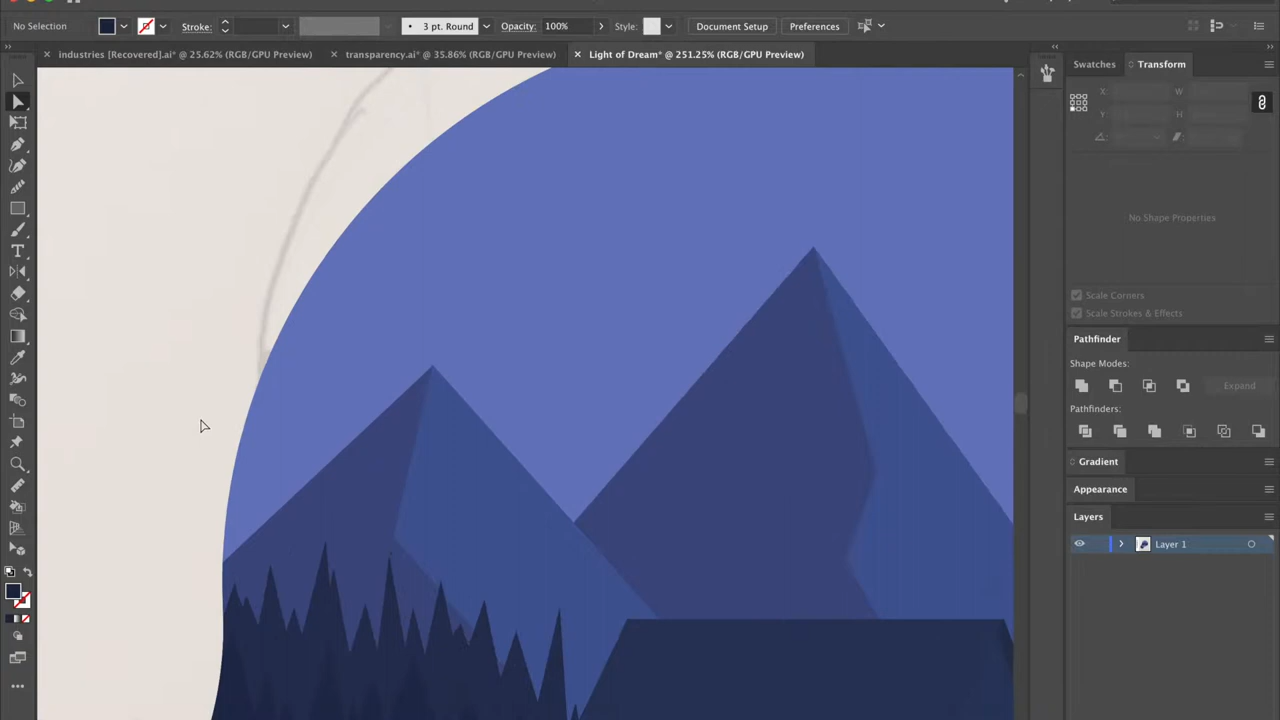 No Selection Stroke: 3 pt. Round Opacity: 100% Style: Document Setup Preferences
industries [Recovered].ai* @ 25.62% (RGB/GPU Preview) transparency.ai* @ 35.86% (RGB/GPU Preview) Light of Dream* @ 251.25% (RGB/GPU Preview)
Swatches Transform
X: W:
Y: H:
No Shape Properties
Scale Corners
Scale Strokes & Effects
Pathfinder
Shape Modes:
Expand
Pathfinders:
Gradient
Appearance
Layers
Layer 1